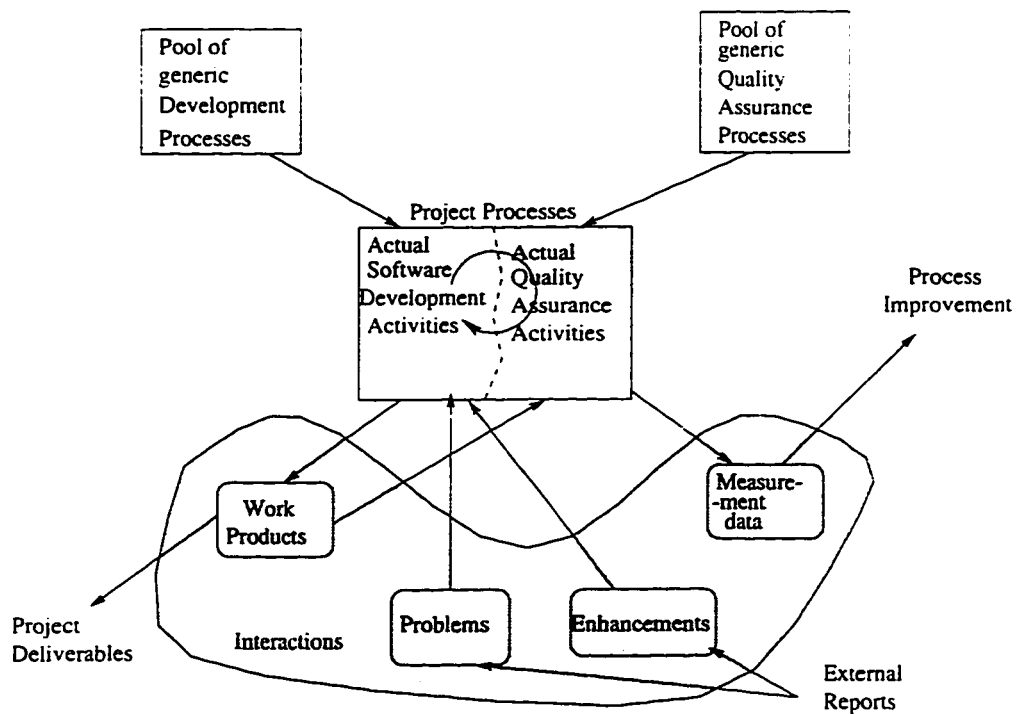 Pool of
generic
Development
Processes
Pool of
generic
Quality
Assurance
Processes
Project Processes
Actual
Software
Development
Activities
Actual
Quality
Assurance
Activities
Process
Improvement
Work
Products
Measure-
-ment
data
Problems
Enhancements
Interactions
Project
Deliverables
External
Reports